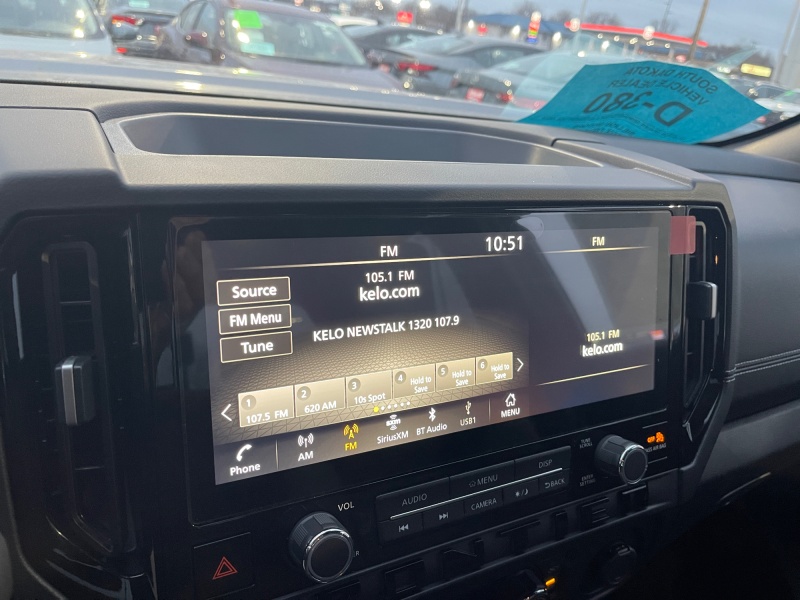 SOUTH DAKOTA
VEHICLE DEALER
D-380
FM
10:51
FM
105.1 FM
kelo.com
Source
FM Menu
Tune
KELO NEWSTALK 1320 107.9
105.1 FM
kelo.com
1
107.5 FM
2
620 AM
3
10s Spot
4
Hold to
Save
5
Hold to
Save
6
Hold to
Save
Phone
AM
FM
SiriusXM
BT Audio
USB1
MENU
VOL
AUDIO
MENU
DISP
CAMERA
BACK
TUNE
SCROLL